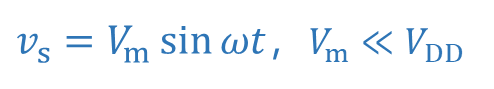 v_s = V_m sin ωt, V_m ≪ V_DD